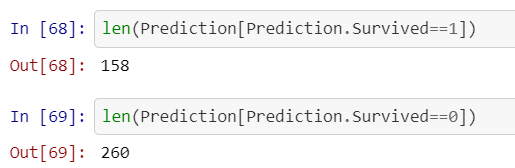 In [68]: len(Prediction[Prediction.Survived==1])
Out[68]: 158
In [69]: len(Prediction[Prediction.Survived==0])
Out[69]: 260